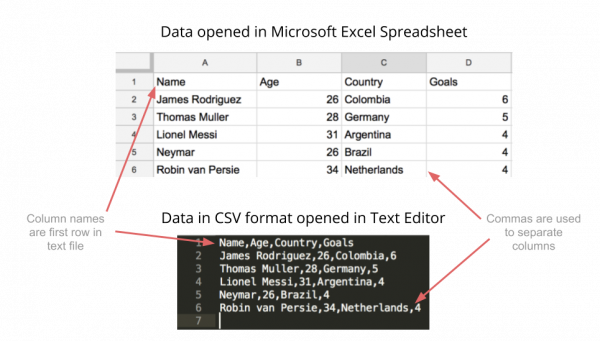 Data opened in Microsoft Excel Spreadsheet
A B C D
1 Name Age Country Goals
2 James Rodriguez 26 Colombia 6
3 Thomas Muller 28 Germany 5
4 Lionel Messi 31 Argentina 4
5 Neymar 26 Brazil 4
6 Robin van Persie 34 Netherlands 4
Column names
are first row in
text file
Commas are used
to separate
columns
Data in CSV format opened in Text Editor
1 Name,Age,Country,Goals
2 James Rodriguez,26,Colombia,6
3 Thomas Muller,28,Germany,5
4 Lionel Messi,31,Argentina,4
5 Neymar,26,Brazil,4
6 Robin van Persie,34,Netherlands,4
7